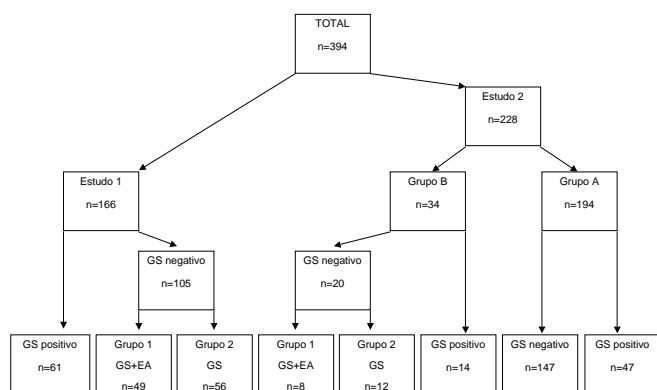 TOTAL
n=394
Estudo 2
n=228
Estudo 1
n=166
Grupo B
n=34
Grupo A
n=194
GS negativo
n=105
GS negativo
n=20
GS positivo
n=61
Grupo 1
GS+EA
n=49
Grupo 2
GS
n=56
Grupo 1
GS+EA
n=8
Grupo 2
GS
n=12
GS positivo
n=14
GS negativo
n=147
GS positivo
n=47